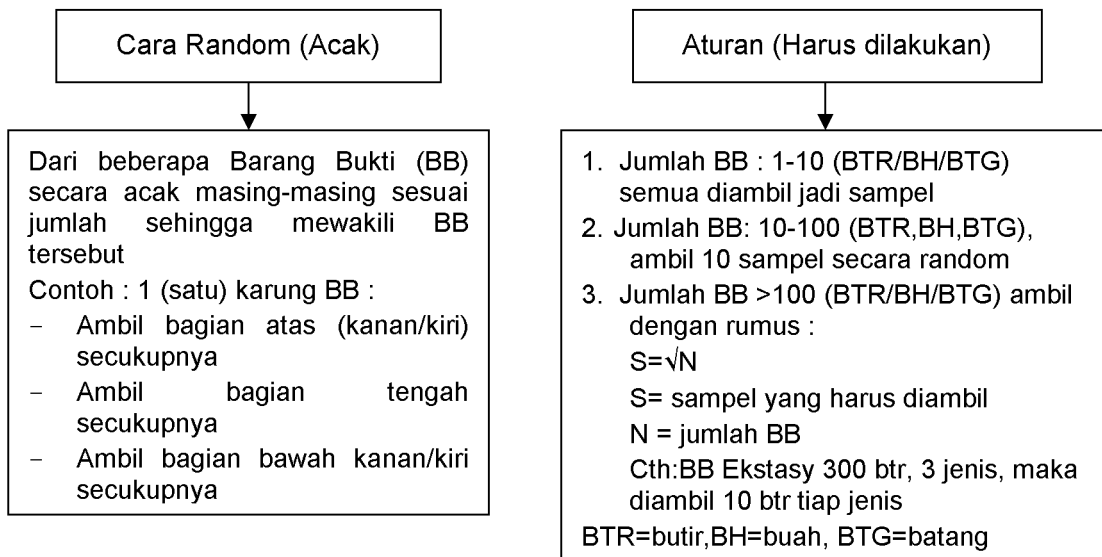 Cara Random (Acak)
Dari beberapa Barang Bukti (BB)
secara acak masing-masing sesuai
jumlah sehingga mewakili BB
tersebut
Contoh : 1 (satu) karung BB :
– Ambil bagian atas (kanan/kiri)
secukupnya
– Ambil bagian tengah
secukupnya
– Ambil bagian bawah kanan/kiri
secukupnya
Aturan (Harus dilakukan)
1. Jumlah BB : 1-10 (BTR/BH/BTG)
semua diambil jadi sampel
2. Jumlah BB: 10-100 (BTR,BH,BTG),
ambil 10 sampel secara random
3. Jumlah BB >100 (BTR/BH/BTG) ambil
dengan rumus :
S=√N
S= sampel yang harus diambil
N = jumlah BB
Cth:BB Ekstasy 300 btr, 3 jenis, maka
diambil 10 btr tiap jenis
BTR=butir,BH=buah, BTG=batang